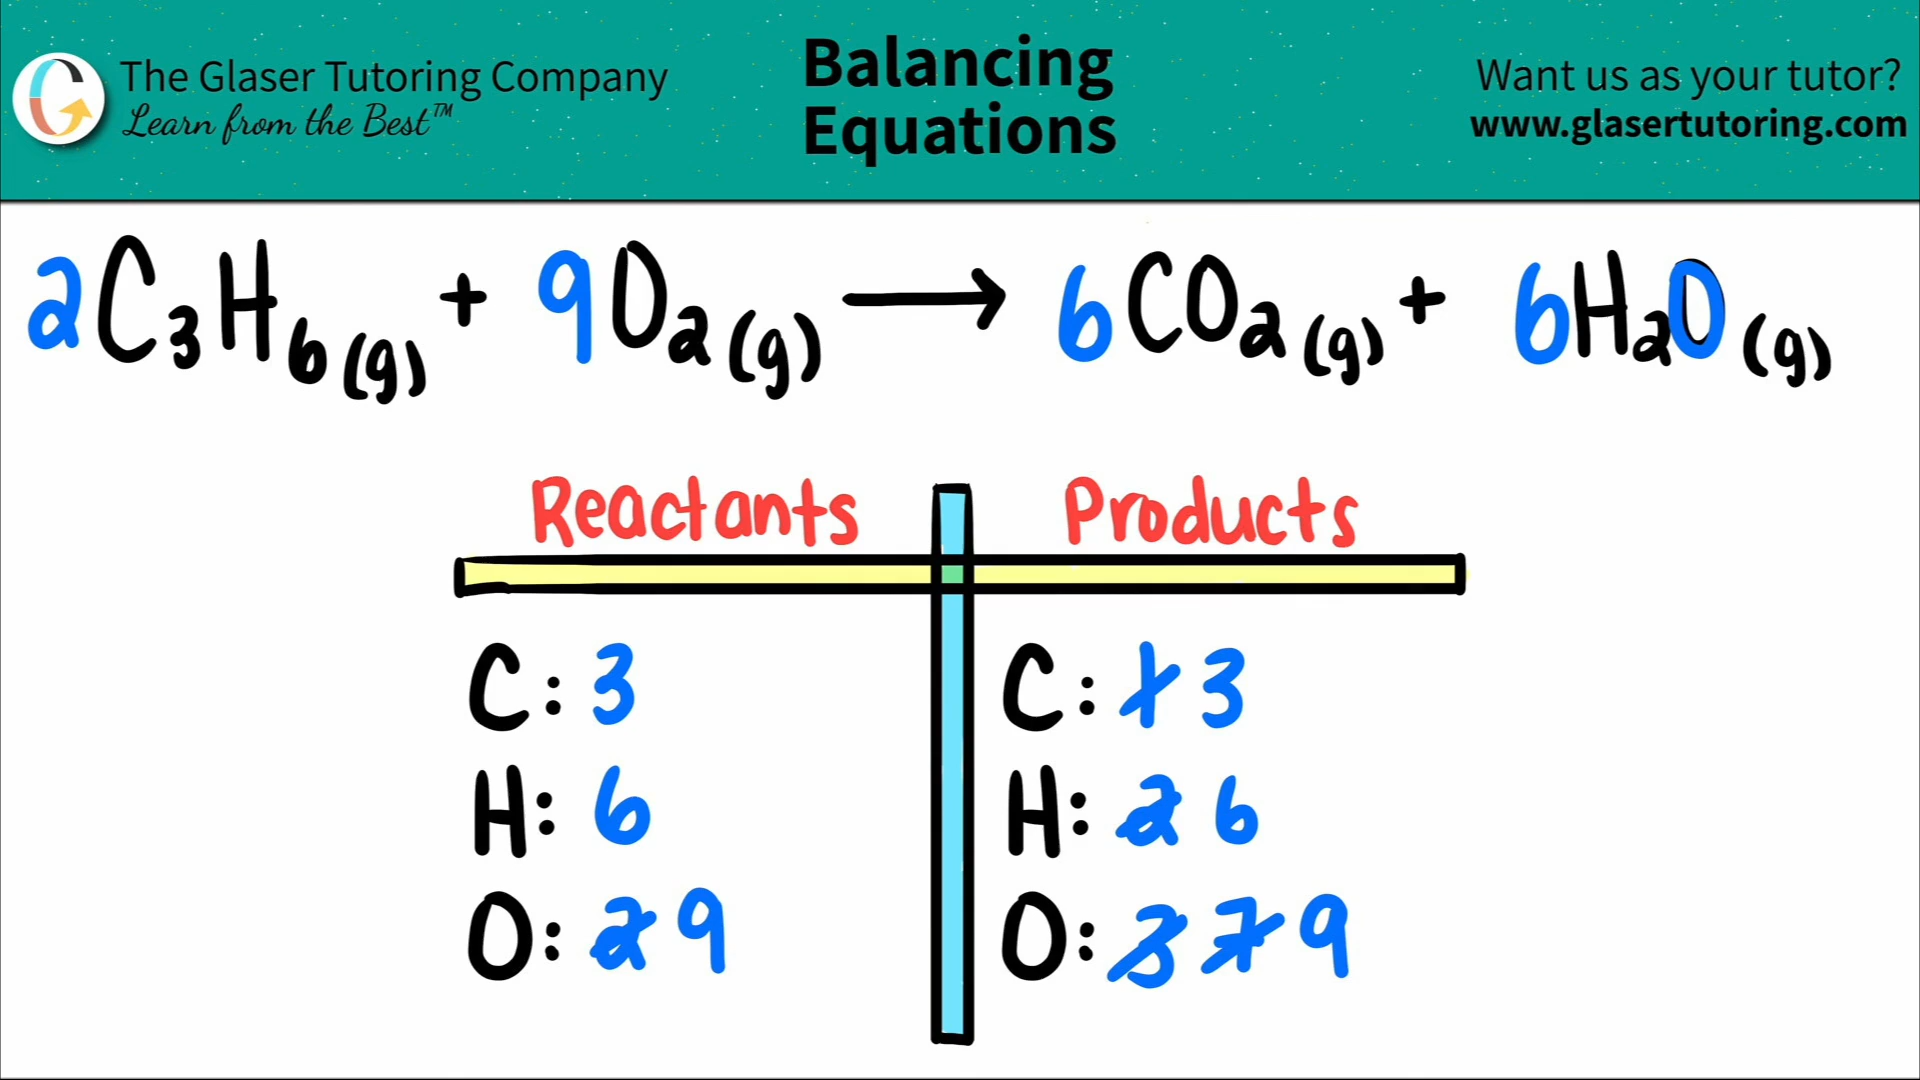 The Glaser Tutoring Company
Learn from the Best™
Balancing
Equations
Want us as your tutor?
www.glasertutoring.com
2C₃H₆(g) + 9O₂(g) → 6CO₂(g) + 6H₂O(g)
Reactants Products
C: 3 C: 1 3
H: 6 H: 2 6
O: 2 9 O: 3 7 9